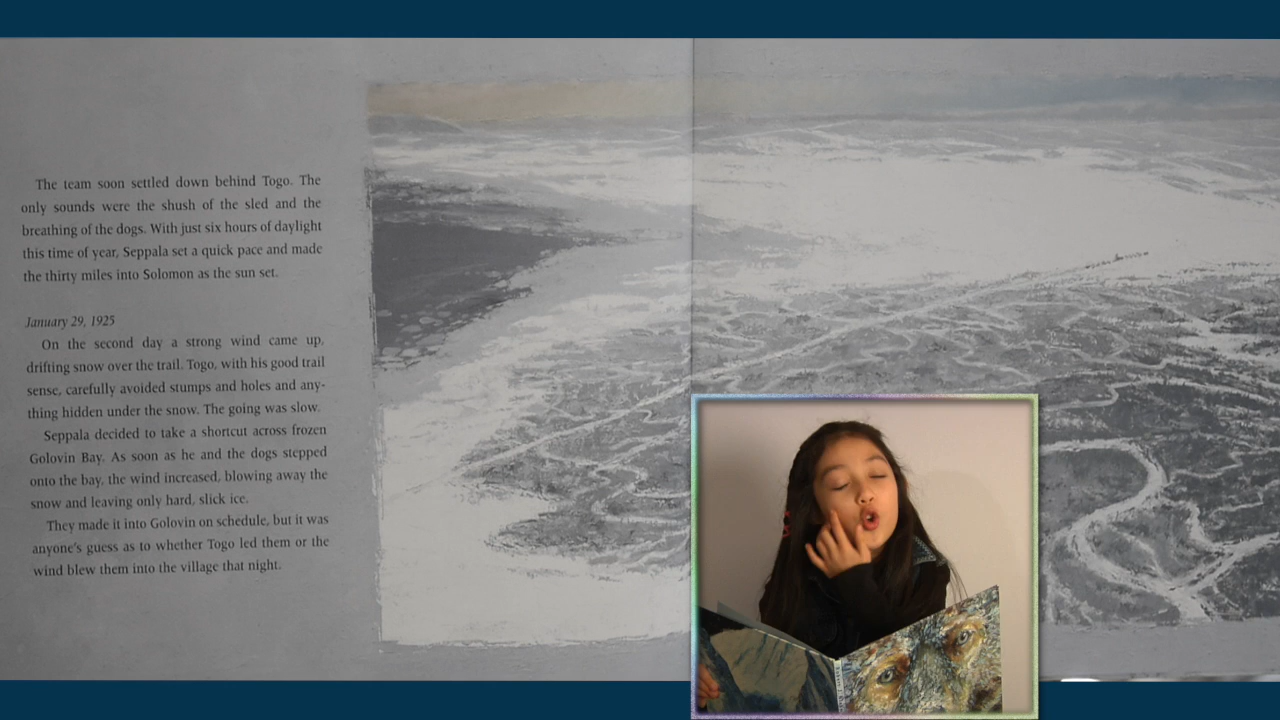 The team soon settled down behind Togo. The
only sounds were the shush of the sled and the
breathing of the dogs. With just six hours of daylight
this time of year, Seppala set a quick pace and made
the thirty miles into Solomon as the sun set.
January 29, 1925
On the second day a strong wind came up,
drifting snow over the trail. Togo, with his good trail
sense, carefully avoided stumps and holes and any-
thing hidden under the snow. The going was slow.
Seppala decided to take a shortcut across frozen
Golovin Bay. As soon as he and the dogs stepped
onto the bay, the wind increased, blowing away the
snow and leaving only hard, slick ice.
They made it into Golovin on schedule, but it was
anyone's guess as to whether Togo led them or the
wind blew them into the village that night.